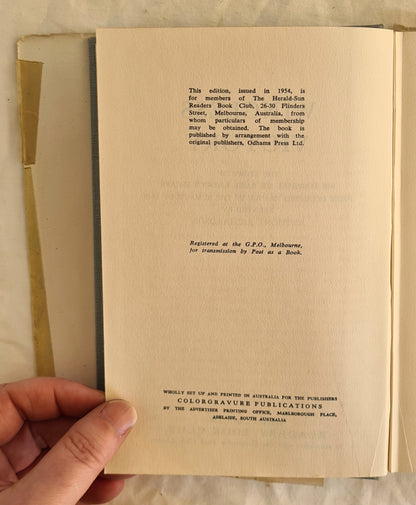 This edition, issued in 1954, is
for members of The Herald-Sun
Readers Book Club, 26-30 Flinders
Street, Melbourne, Australia, from
whom particulars of membership
may be obtained. The book is
published by arrangement with the
original publishers, Odhams Press Ltd.
Registered at the G.P.O., Melbourne,
for transmission by Post as a Book.
WHOLLY SET UP AND PRINTED IN AUSTRALIA FOR THE PUBLISHERS
COLORGRAVURE PUBLICATIONS
BY THE ADVERTISER PRINTING OFFICE, MARLBOROUGH PLACE,
ADELAIDE, SOUTH AUSTRALIA